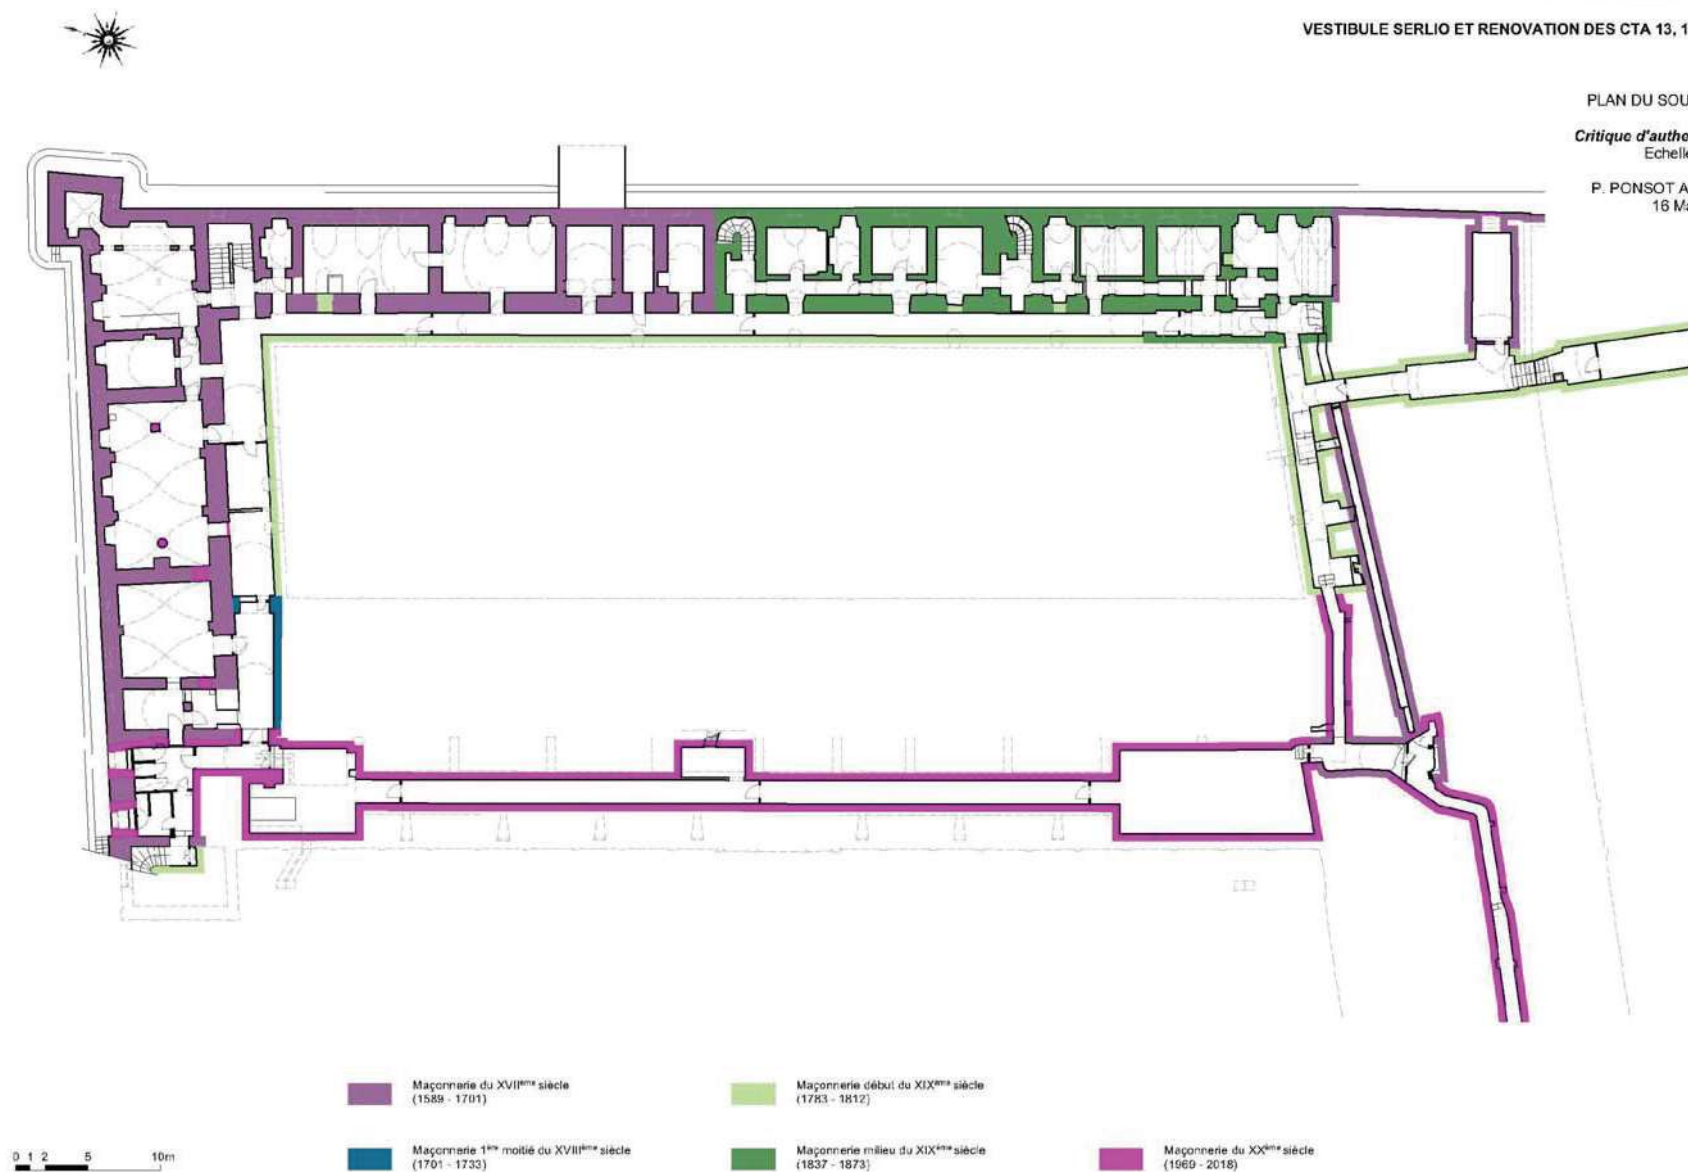 VESTIBULE SERLIO ET RENOVATION DES CTA 13, 1
PLAN DU SOU
Critique d'authe
Echelle
P. PONSOT A
16 Ma
Maçonnerie du XVIIème siècle
(1589 - 1701)
Maçonnerie début du XIXème siècle
(1783 - 1812)
Maçonnerie 1ère moitié du XVIIIème siècle
(1701 - 1733)
Maçonnerie milieu du XIXème siècle
(1837 - 1873)
Maçonnerie du XXème siècle
(1969 - 2018)
0 1 2 5 10m